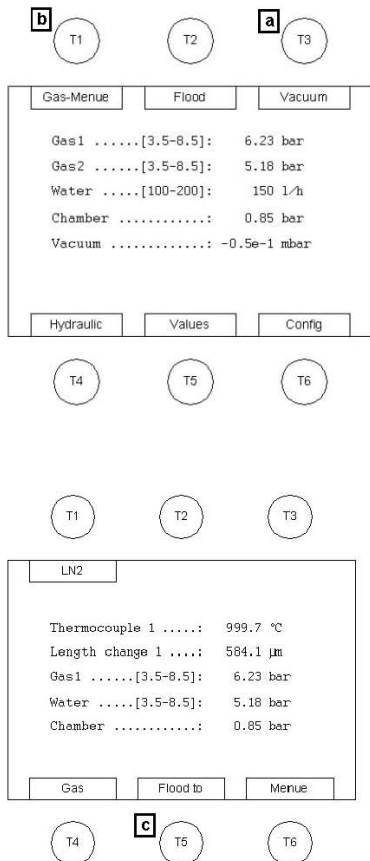 b a
T1 T2 T3
Gas-Menue Flood Vacuum
Gas1 ......[3.5-8.5]: 6.23 bar
Gas2 ......[3.5-8.5]: 5.18 bar
Water .....[100-200]: 150 l/h
Chamber ............: 0.85 bar
Vacuum .............: -0.5e-1 mbar
Hydraulic Values Config
T4 T5 T6
T1 T2 T3
LN2
Thermocouple 1 .....: 999.7 °C
Length change 1 ....: 584.1 µm
Gas1 ......[3.5-8.5]: 6.23 bar
Water .....[3.5-8.5]: 5.18 bar
Chamber ............: 0.85 bar
Gas Flood to Menue
c
T4 T5 T6